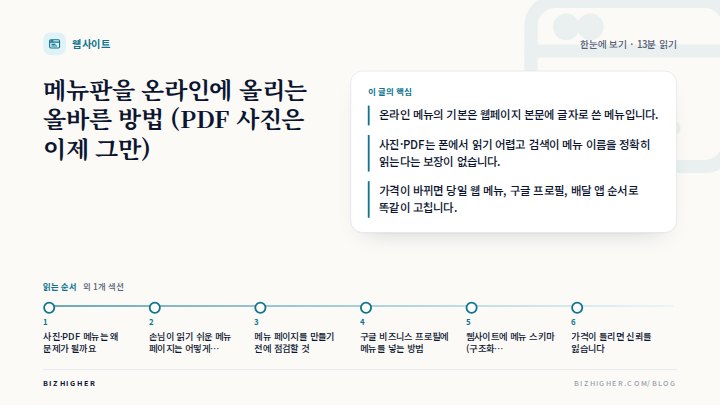 웹사이트
한눈에 보기 · 13분 읽기
메뉴판을 온라인에 올리는
올바른 방법 (PDF 사진은
이제 그만)
이 글의 핵심
온라인 메뉴의 기본은 웹페이지 본문에 글자로 쓴 메뉴입니다.
사진·PDF는 폰에서 읽기 어렵고 검색이 메뉴 이름을 정확히
읽는다는 보장이 없습니다.
가격이 바뀌면 당일 웹 메뉴, 구글 프로필, 배달 앱 순서로
똑같이 고칩니다.
읽는 순서 외 1개 섹션
1
사진·PDF 메뉴는 왜
문제가 될까요
2
손님이 읽기 쉬운 메뉴
페이지는 어떻게…
3
메뉴 페이지를 만들기
전에 점검할 것
4
구글 비즈니스 프로필에
메뉴를 넣는 방법
5
웹사이트에 메뉴 스키마
(구조화…
6
가격이 틀리면 신뢰를
잃습니다
BIZHIGHER
BIZHIGHER.COM/BLOG